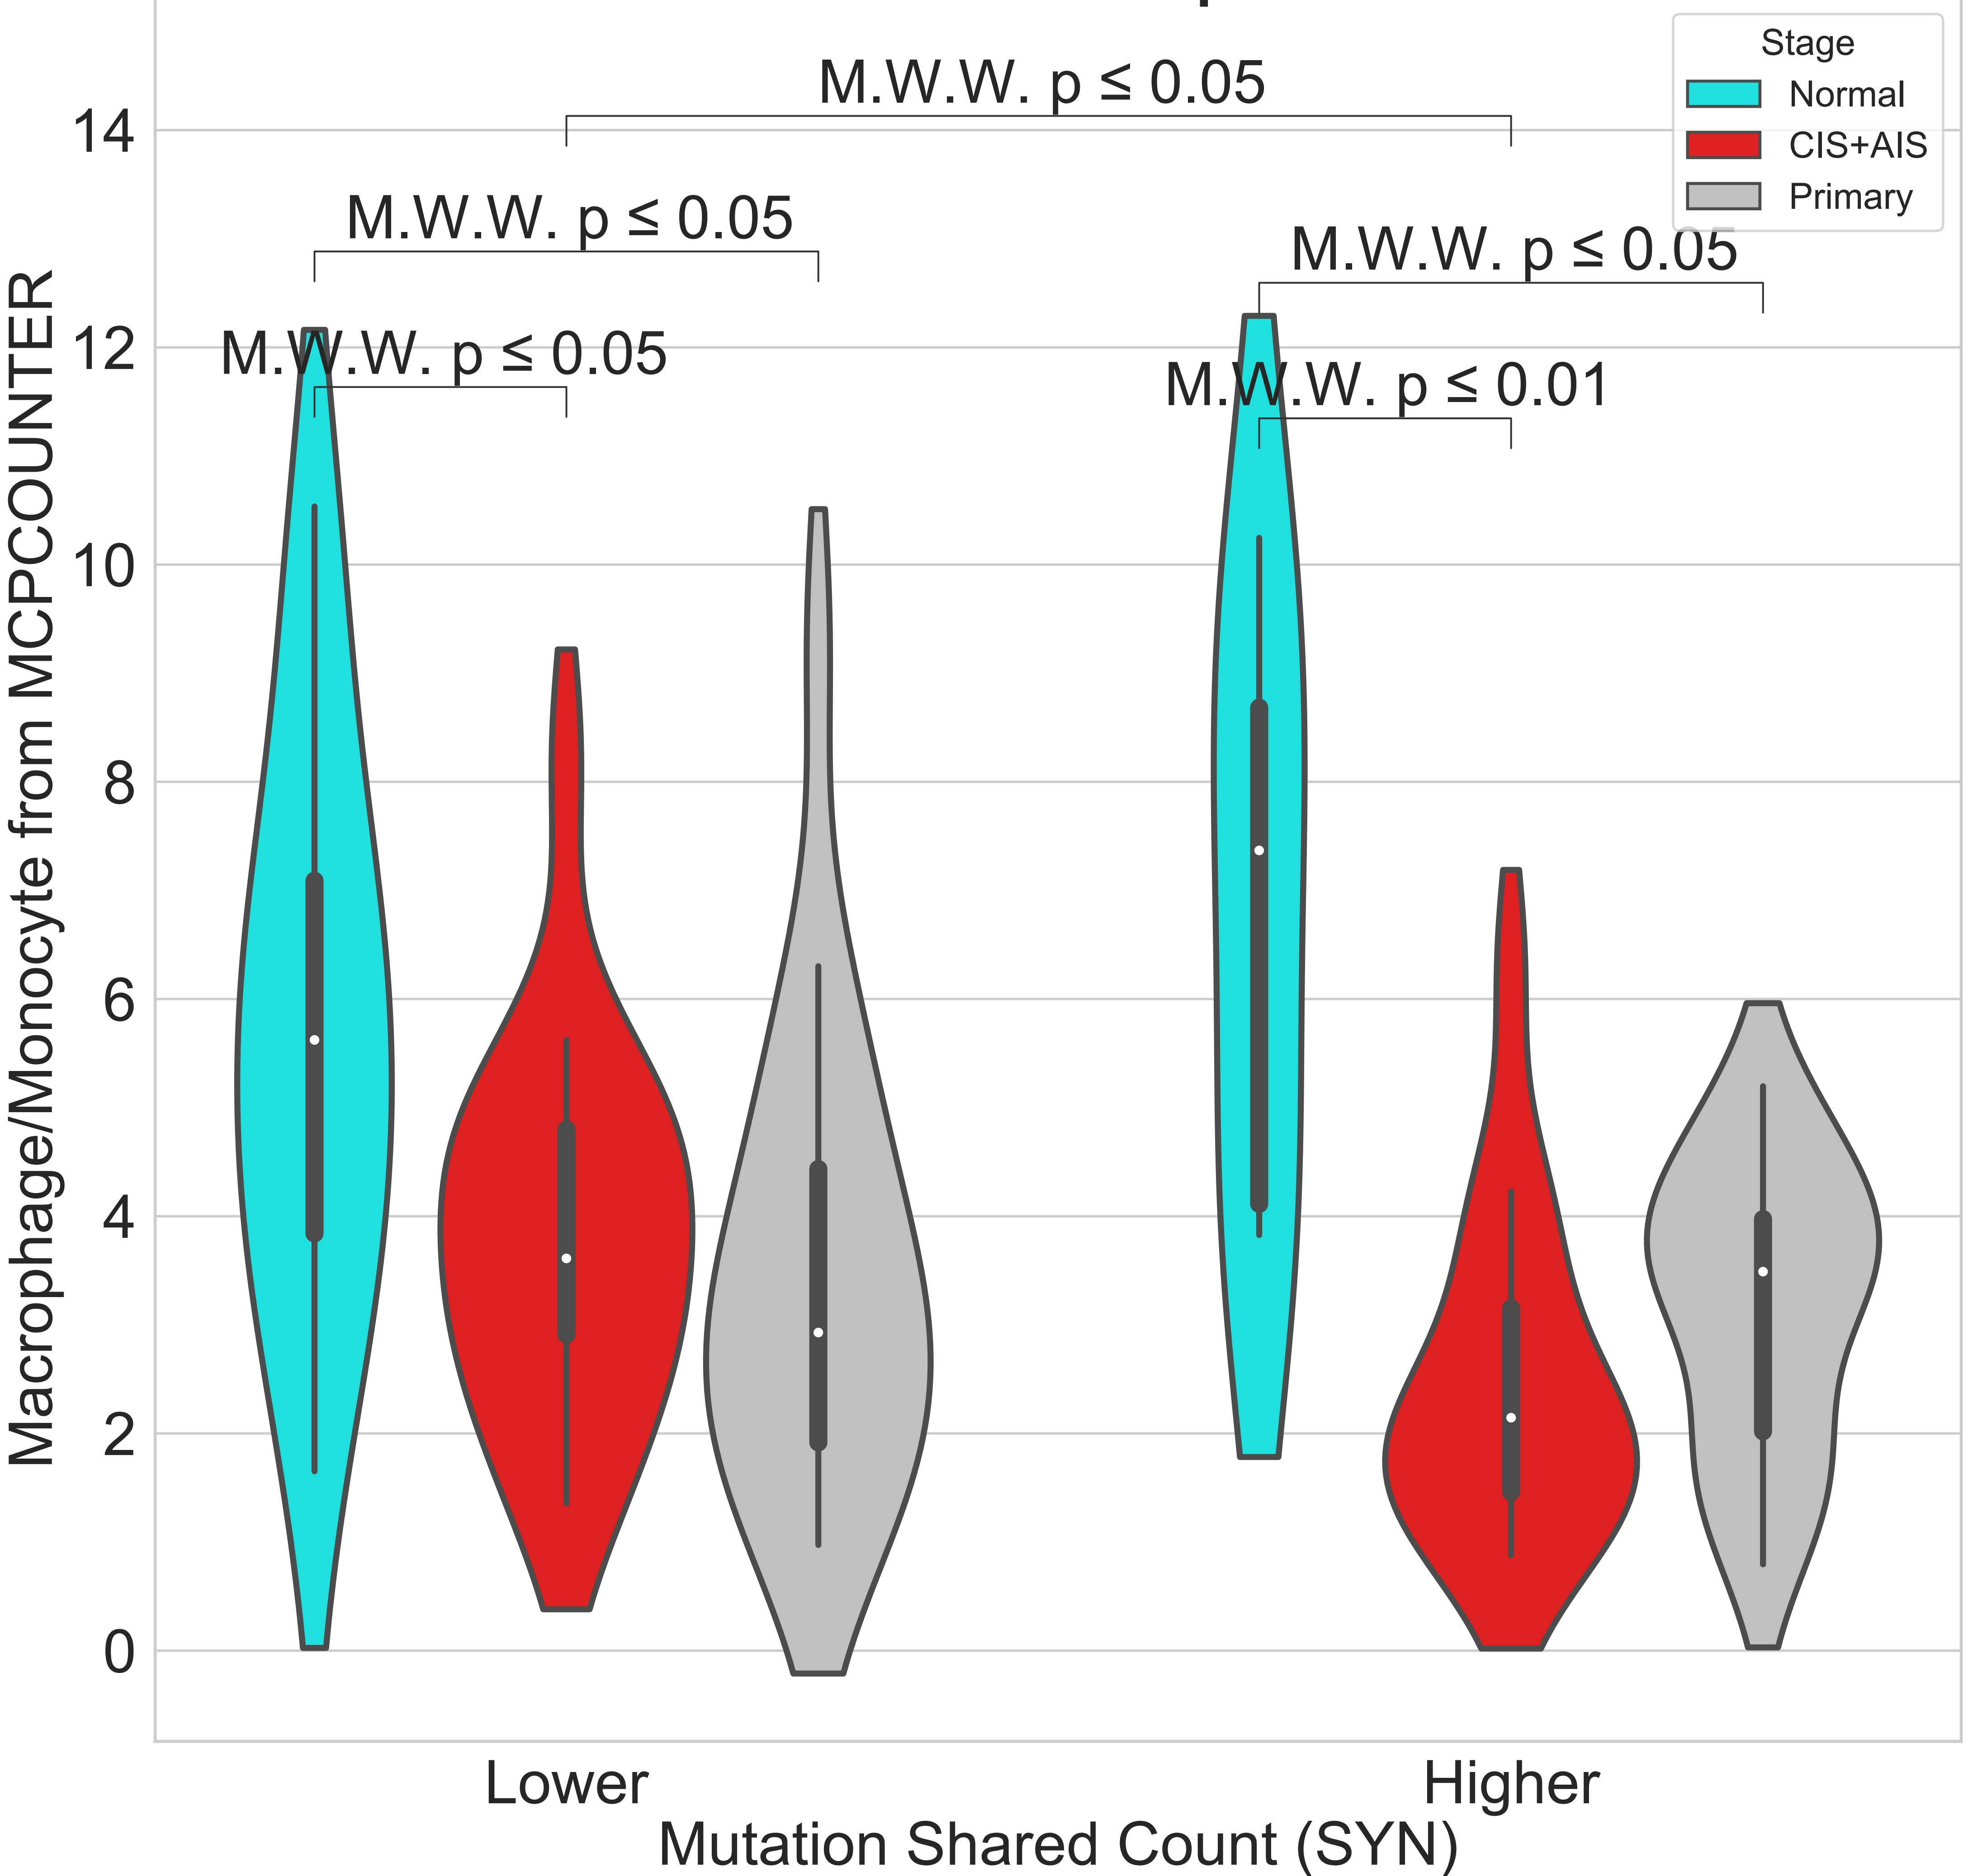 Stage
Normal
CIS+AIS
Primary
M.W.W. p ≤ 0.05
M.W.W. p ≤ 0.05
M.W.W. p ≤ 0.05
M.W.W. p ≤ 0.05
M.W.W. p ≤ 0.01
Macrophage/Monocyte from MCPCOUNTER
14
12
10
8
6
4
2
0
Lower
Higher
Mutation Shared Count (SYN)